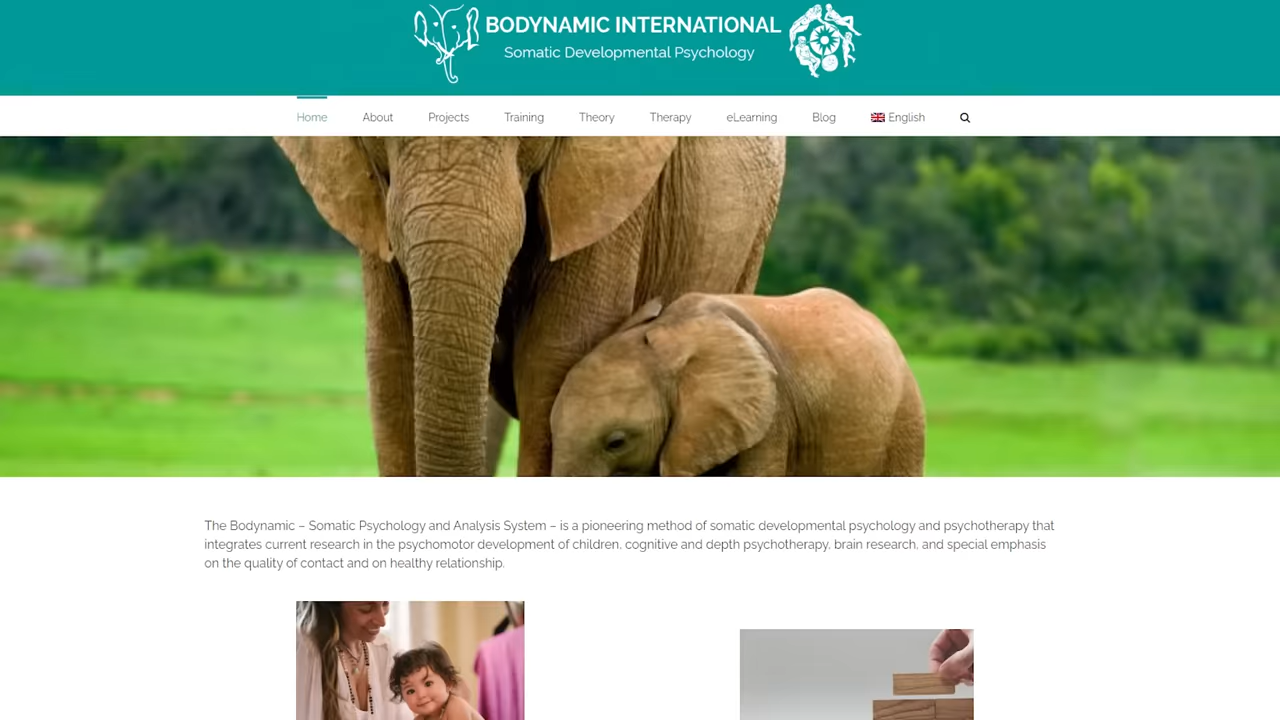 BODYNAMIC INTERNATIONAL
Somatic Developmental Psychology
Home About Projects Training Theory Therapy eLearning Blog English
The Bodynamic – Somatic Psychology and Analysis System – is a pioneering method of somatic developmental psychology and psychotherapy that
integrates current research in the psychomotor development of children, cognitive and depth psychotherapy, brain research, and special emphasis
on the quality of contact and on healthy relationship.